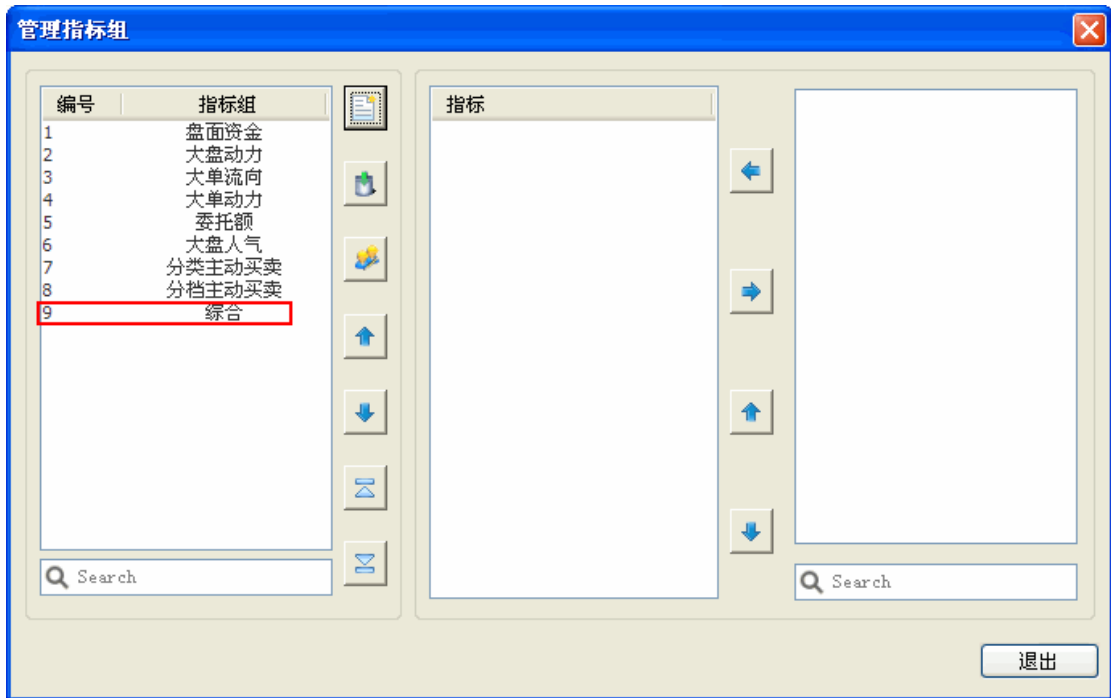 管理指标组
编号 指标组
1 盘面资金
2 大盘动力
3 大单流向
4 大单动力
5 委托额
6 大盘人气
7 分类主动买卖
8 分档主动买卖
9 综合
Search
指标
Search
退出